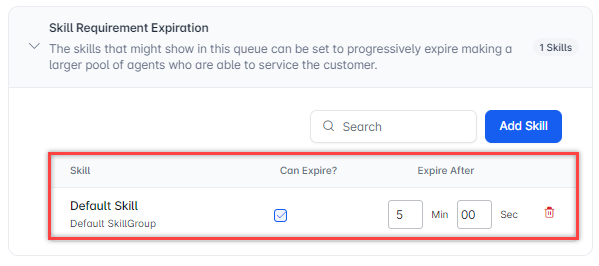 Skill Requirement Expiration
The skills that might show in this queue can be set to progressively expire making a
larger pool of agents who are able to service the customer.
1 Skills
Search
Add Skill
Skill Can Expire? Expire After
Default Skill
Default SkillGroup
5 Min 00 Sec